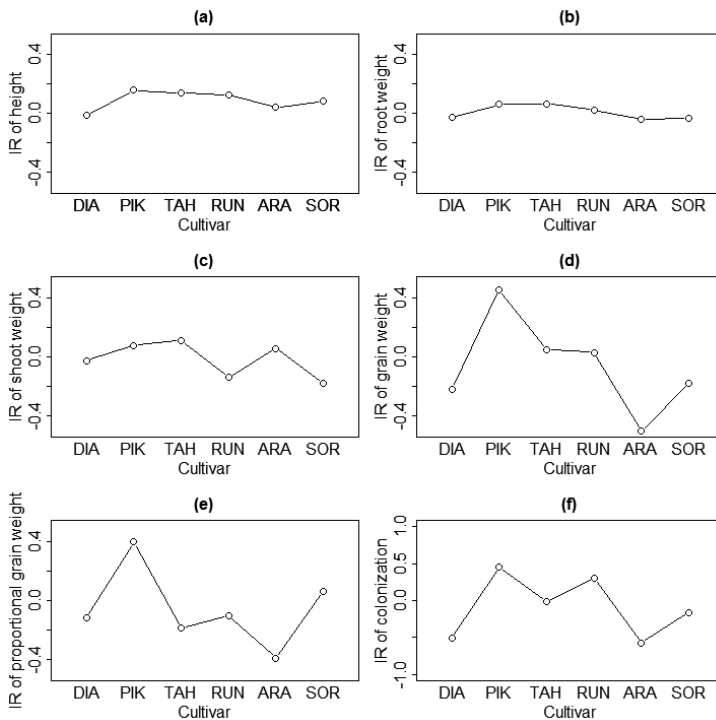 (a)
IR of height
0.4
0.0
-0.4
DIA PIK TAH RUN ARA SOR
Cultivar
(b)
IR of root weight
0.4
0.0
-0.4
DIA PIK TAH RUN ARA SOR
Cultivar
(c)
IR of shoot weight
0.4
0.0
-0.4
DIA PIK TAH RUN ARA SOR
Cultivar
(d)
IR of grain weight
0.4
0.0
-0.4
DIA PIK TAH RUN ARA SOR
Cultivar
(e)
IR of proportional grain weight
0.4
0.0
-0.4
DIA PIK TAH RUN ARA SOR
Cultivar
(f)
IR of colonization
1.0
0.5
0.0
-1.0
DIA PIK TAH RUN ARA SOR
Cultivar